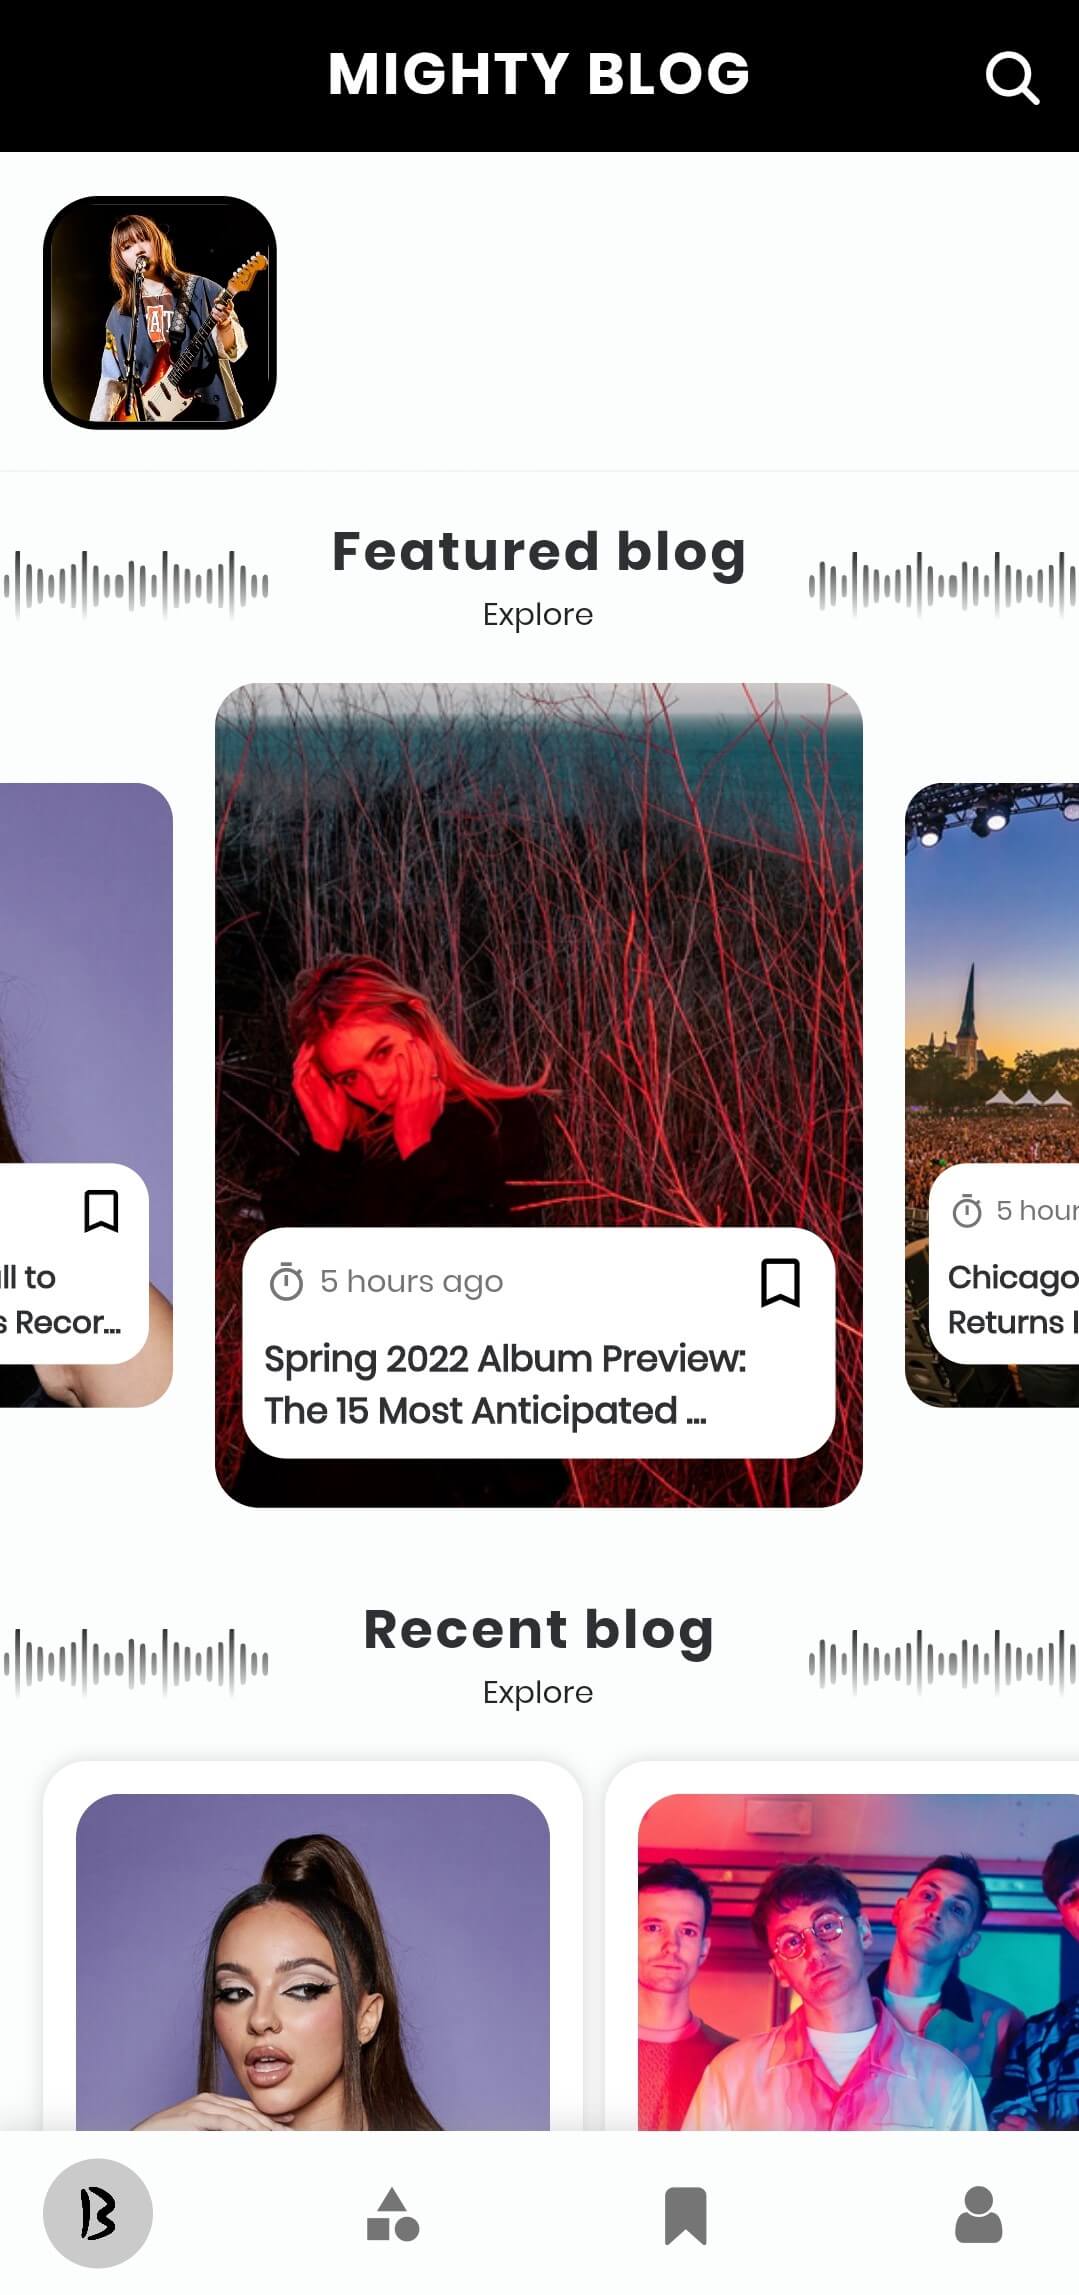 MIGHTY BLOG
AT
Featured blog
Explore
ll to
s Recor...
5 hours ago
Spring 2022 Album Preview:
The 15 Most Anticipated ...
5 hour
Chicago
Returns
Recent blog
Explore
B